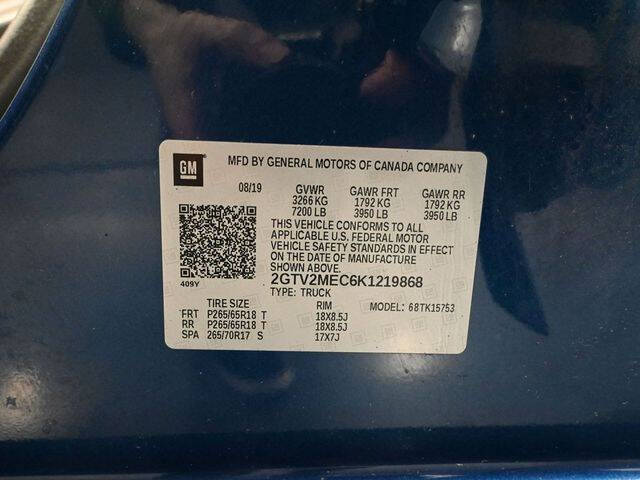 GM
MFD BY GENERAL MOTORS OF CANADA COMPANY
08/19 GVWR GAWR FRT GAWR RR
3266 KG 1792 KG 1792 KG
7200 LB 3950 LB 3950 LB
THIS VEHICLE CONFORMS TO ALL
APPLICABLE U.S. FEDERAL MOTOR
VEHICLE SAFETY STANDARDS IN EFFECT
ON THE DATE OF MANUFACTURE
SHOWN ABOVE.
409Y 2GTV2MEC6K1219868
TYPE: TRUCK
TIRE SIZE RIM MODEL: 68TK15753
FRT P265/65R18 T 18X8.5J
RR P265/65R18 T 18X8.5J
SPA 265/70R17 S 17X7J